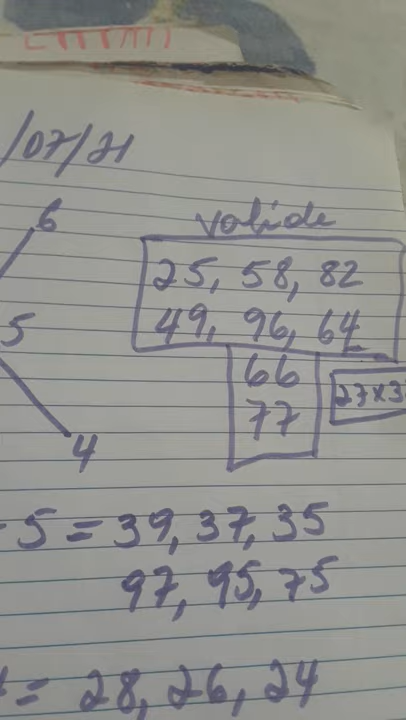 /07/21
6
valide
25, 58, 82
5
49, 96, 64
66
27x3
77
4
-5 = 39, 37, 35
97, 95, 75
= 28, 26, 24